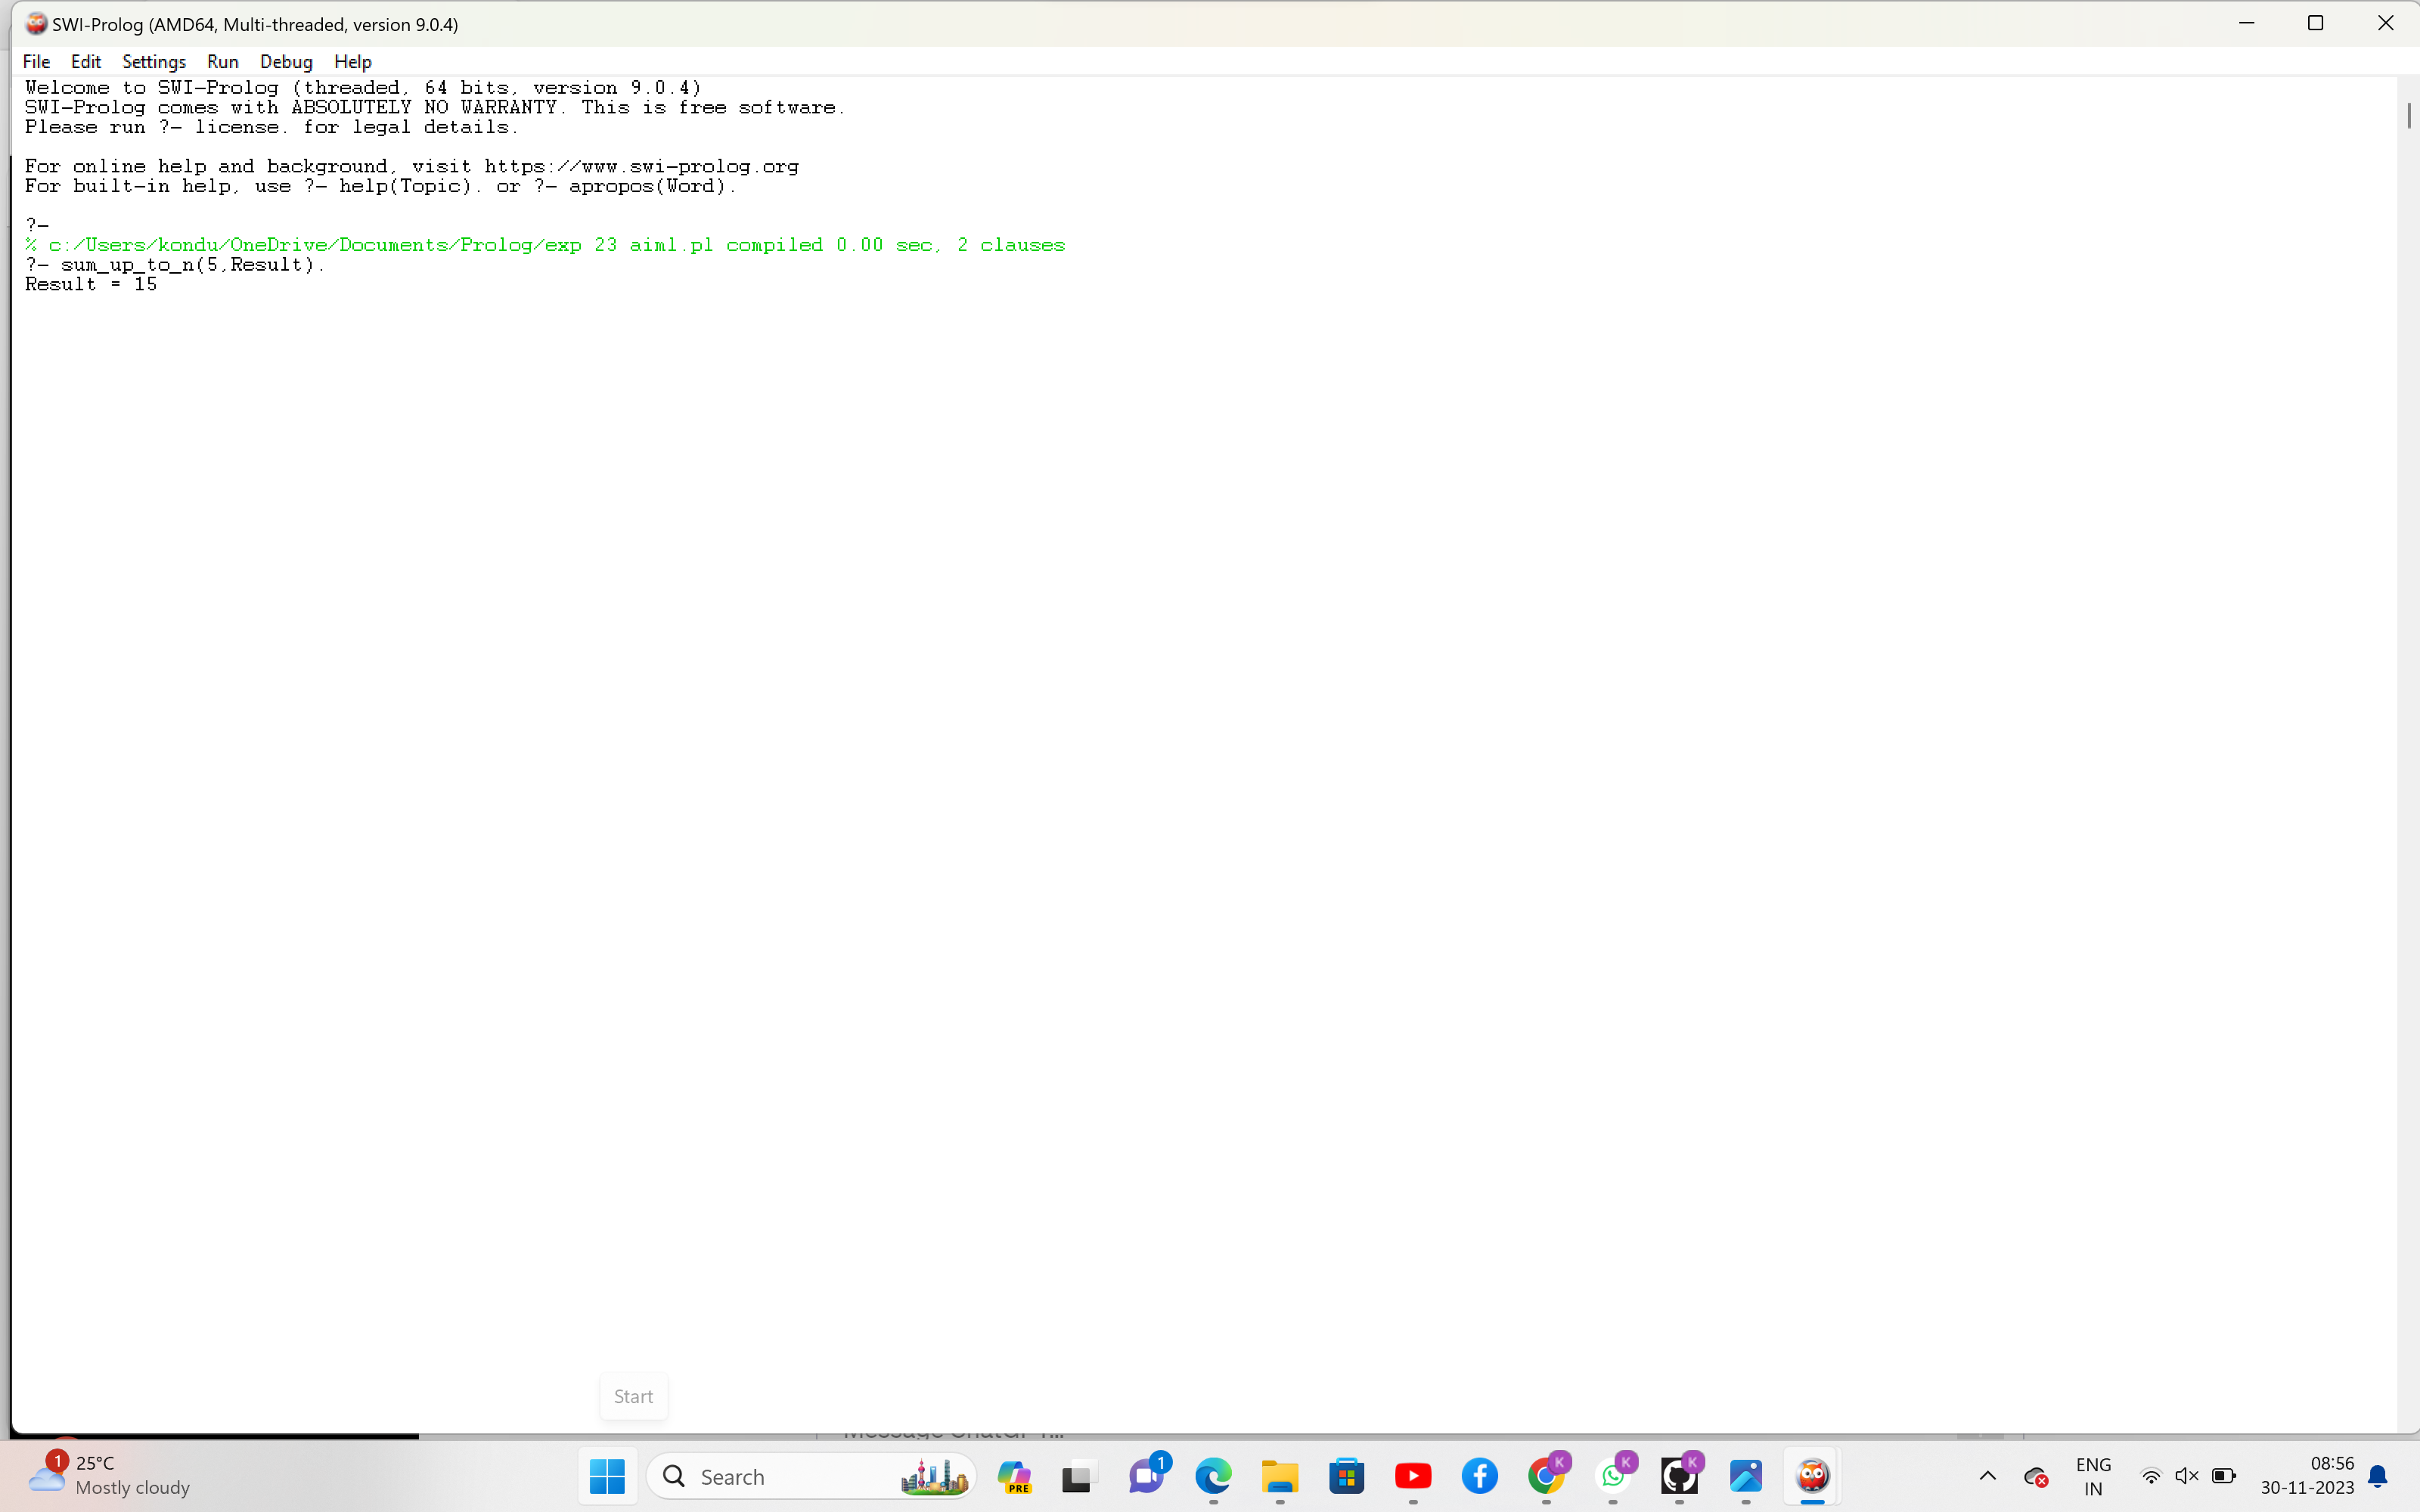 SWI-Prolog (AMD64, Multi-threaded, version 9.0.4)
File Edit Settings Run Debug Help
Welcome to SWI-Prolog (threaded, 64 bits, version 9.0.4)
SWI-Prolog comes with ABSOLUTELY NO WARRANTY. This is free software.
Please run ?- license. for legal details.
For online help and background, visit https://www.swi-prolog.org
For built-in help, use ?- help(Topic). or ?- apropos(Word).
?-
% c:/Users/kondu/OneDrive/Documents/Prolog/exp 23 aiml.pl compiled 0.00 sec, 2 clauses
?- sum_up_to_n(5,Result).
Result = 15
Start
1
25°C
Mostly cloudy
Search
PRE
1
K
K
K
ENG
IN
08:56
30-11-2023